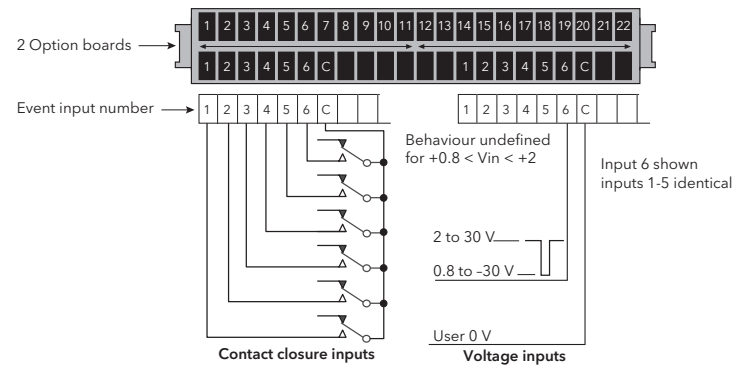 1 2 3 4 5 6 7 8 9 10 11 12 13 14 15 16 17 18 19 20 21 22
2 Option boards
1 2 3 4 5 6 C 1 2 3 4 5 6 C
Event input number
1 2 3 4 5 6 C 1 2 3 4 5 6 C
Behaviour undefined
for +0.8 < Vin < +2
Input 6 shown
inputs 1-5 identical
2 to 30 V
0.8 to –30 V
User 0 V
Contact closure inputs
Voltage inputs